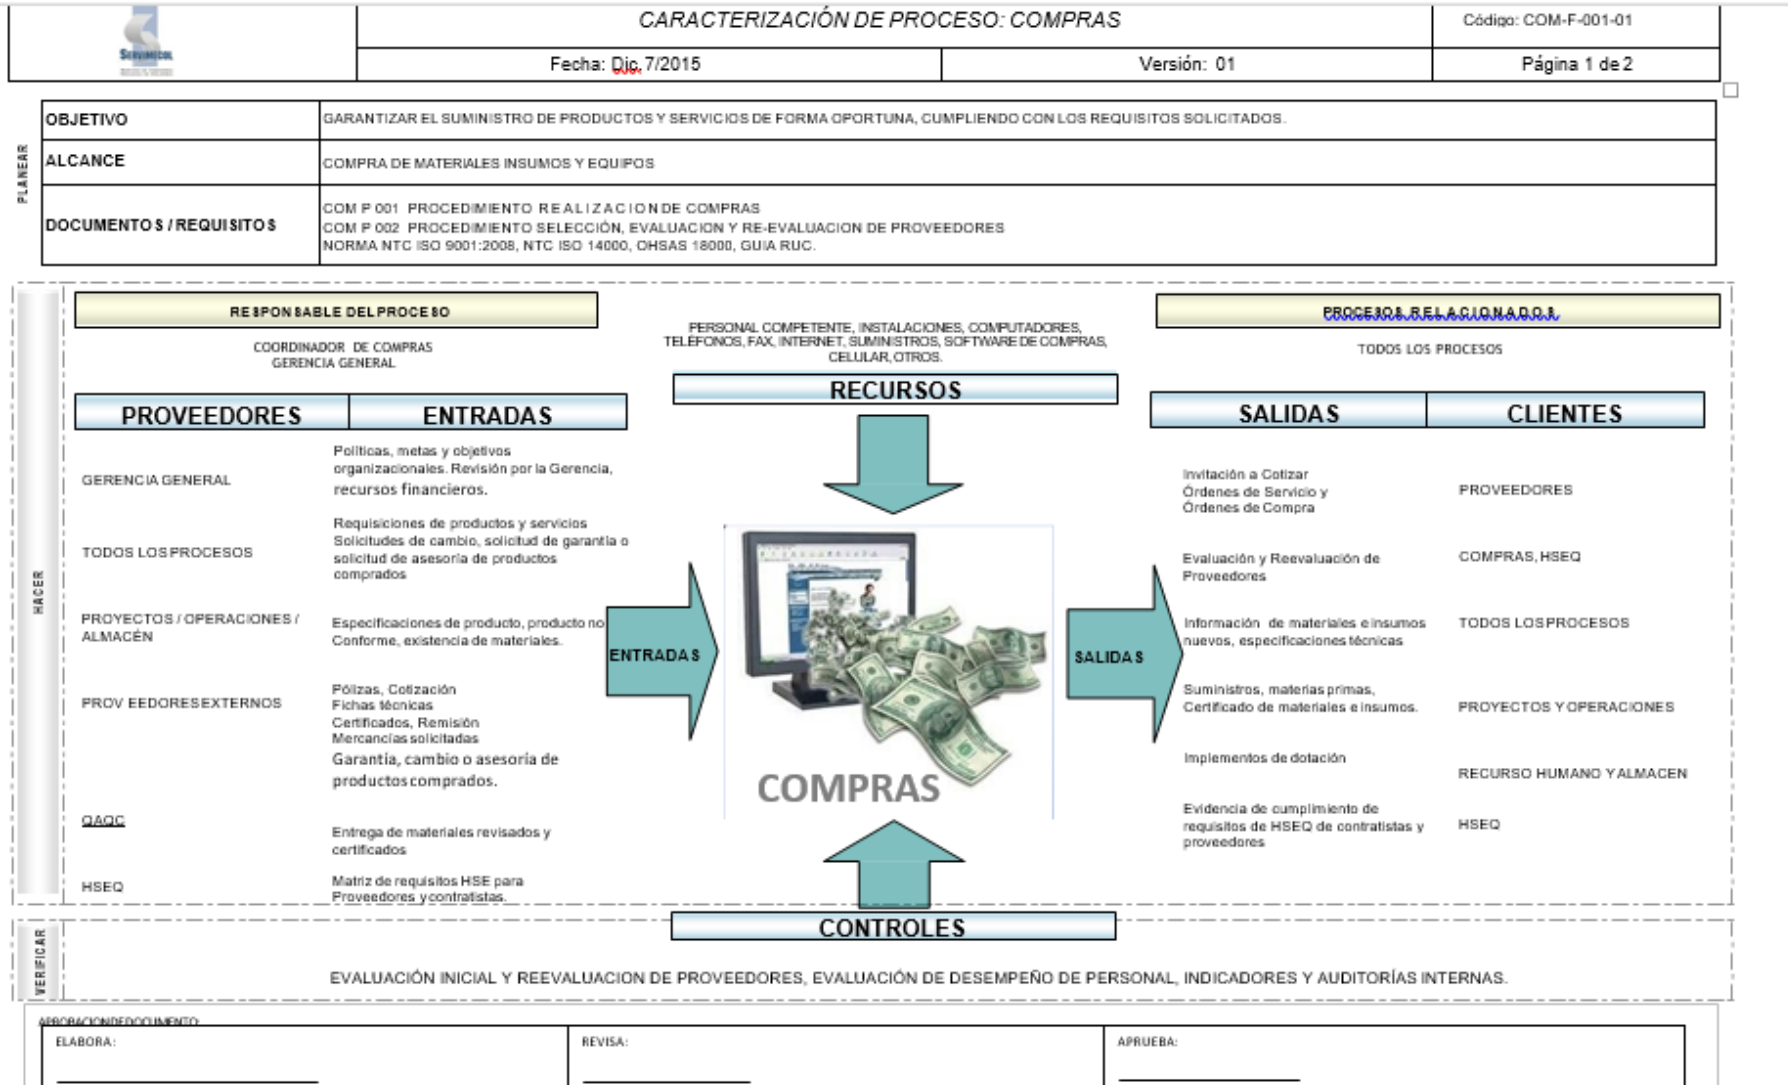 CARACTERIZACIÓN DE PROCESO: COMPRAS
Código: COM-F-001-01
SERVIMECOL
Fecha: Dic. 7/2015
Versión: 01
Página 1 de 2
PLANEAR
OBJETIVO
GARANTIZAR EL SUMINISTRO DE PRODUCTOS Y SERVICIOS DE FORMA OPORTUNA, CUMPLIENDO CON LOS REQUISITOS SOLICITADOS.
ALCANCE
COMPRA DE MATERIALES INSUMOS Y EQUIPOS
DOCUMENTOS / REQUISITOS
COM P 001 PROCEDIMIENTO REALIZACION DE COMPRAS
COM P 002 PROCEDIMIENTO SELECCIÓN, EVALUACION Y RE-EVALUACION DE PROVEEDORES
NORMA NTC ISO 9001:2008, NTC ISO 14000, OHSAS 18000, GUIA RUC.
HACER
RESPONSABLE DEL PROCESO
COORDINADOR DE COMPRAS
GERENCIA GENERAL
PERSONAL COMPETENTE, INSTALACIONES, COMPUTADORES,
TELÉFONOS, FAX, INTERNET, SUMINISTROS, SOFTWARE DE COMPRAS,
CELULAR, OTROS.
RECURSOS
PROCESOS RELACIONADOS
TODOS LOS PROCESOS
PROVEEDORES
ENTRADAS
GERENCIA GENERAL
Políticas, metas y objetivos
organizacionales. Revisión por la Gerencia,
recursos financieros.
TODOS LOS PROCESOS
Requisiciones de productos y servicios
Solicitudes de cambio, solicitud de garantía o
solicitud de asesoría de productos
comprados
PROYECTOS / OPERACIONES /
ALMACÉN
Especificaciones de producto, producto no
Conforme, existencia de materiales.
PROVEEDORES EXTERNOS
Pólizas, Cotización
Fichas técnicas
Certificados, Remisión
Mercancías solicitadas
Garantía, cambio o asesoría de
productos comprados.
QAQC
Entrega de materiales revisados y
certificados
HSEQ
Matriz de requisitos HSE para
Proveedores y contratistas.
ENTRADAS
COMPRAS
SALIDAS
SALIDAS
CLIENTES
Invitación a Cotizar
Órdenes de Servicio y
Órdenes de Compra
PROVEEDORES
Evaluación y Reevaluación de
Proveedores
COMPRAS, HSEQ
Información de materiales e insumos
nuevos, especificaciones técnicas
TODOS LOS PROCESOS
Suministros, materias primas,
Certificado de materiales e insumos.
PROYECTOS Y OPERACIONES
Implementos de dotación
RECURSO HUMANO Y ALMACEN
Evidencia de cumplimiento de
requisitos de HSEQ de contratistas y
proveedores
HSEQ
CONTROLES
VERIFICAR
EVALUACIÓN INICIAL Y REEVALUACION DE PROVEEDORES, EVALUACIÓN DE DESEMPEÑO DE PERSONAL, INDICADORES Y AUDITORÍAS INTERNAS.
APROBACION DE DOCUMENTO:
ELABORA:
REVISA:
APRUEBA: